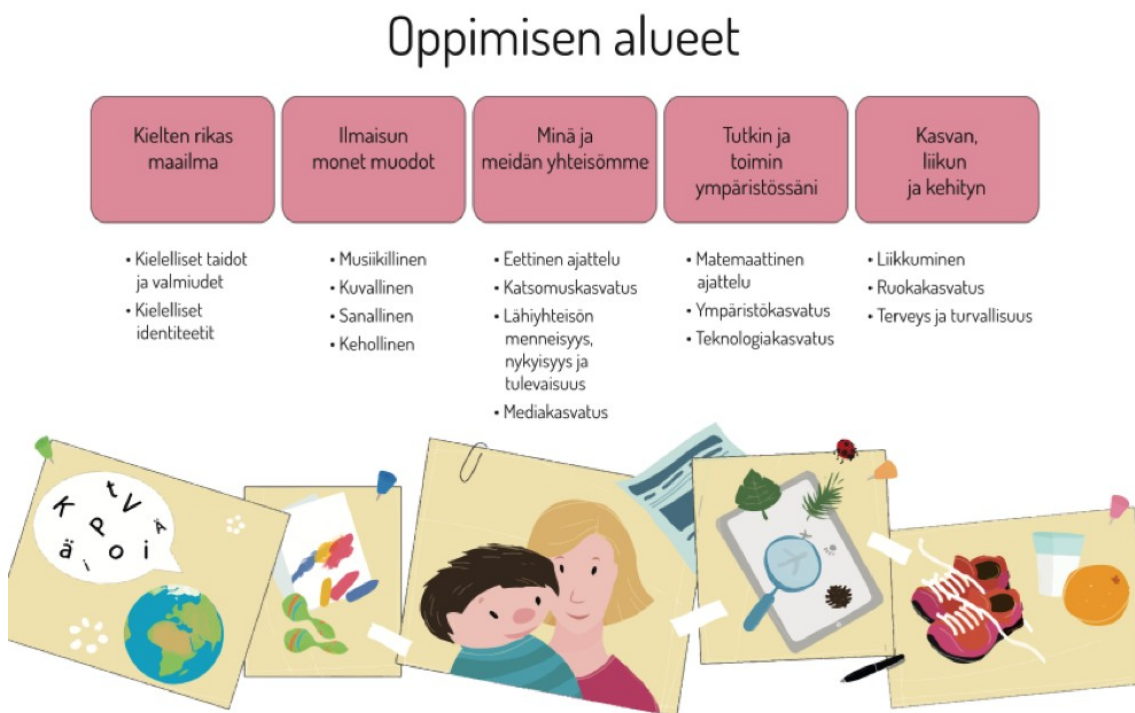 Oppimisen alueet
Kielten rikas
maailma
Ilmaisun
monet muodot
Minä ja
meidän yhteisömme
Tutkin ja
toimin
ympäristössäni
Kasvan,
liikun
ja kehityn
• Kielelliset taidot
ja valmiudet
• Kielelliset
identiteetit
• Musiikillinen
• Kuvallinen
• Sanallinen
• Kehollinen
• Eettinen ajattelu
• Katsomuskasvatus
• Lähiyhteisön
menneisyys,
nykyisyys ja
tulevaisuus
• Mediakasvatus
• Matemaattinen
ajattelu
• Ympäristökasvatus
• Teknologiakasvatus
• Liikkuminen
• Ruokakasvatus
• Terveys ja turvallisuus
K t V
P Ä
ä i o i